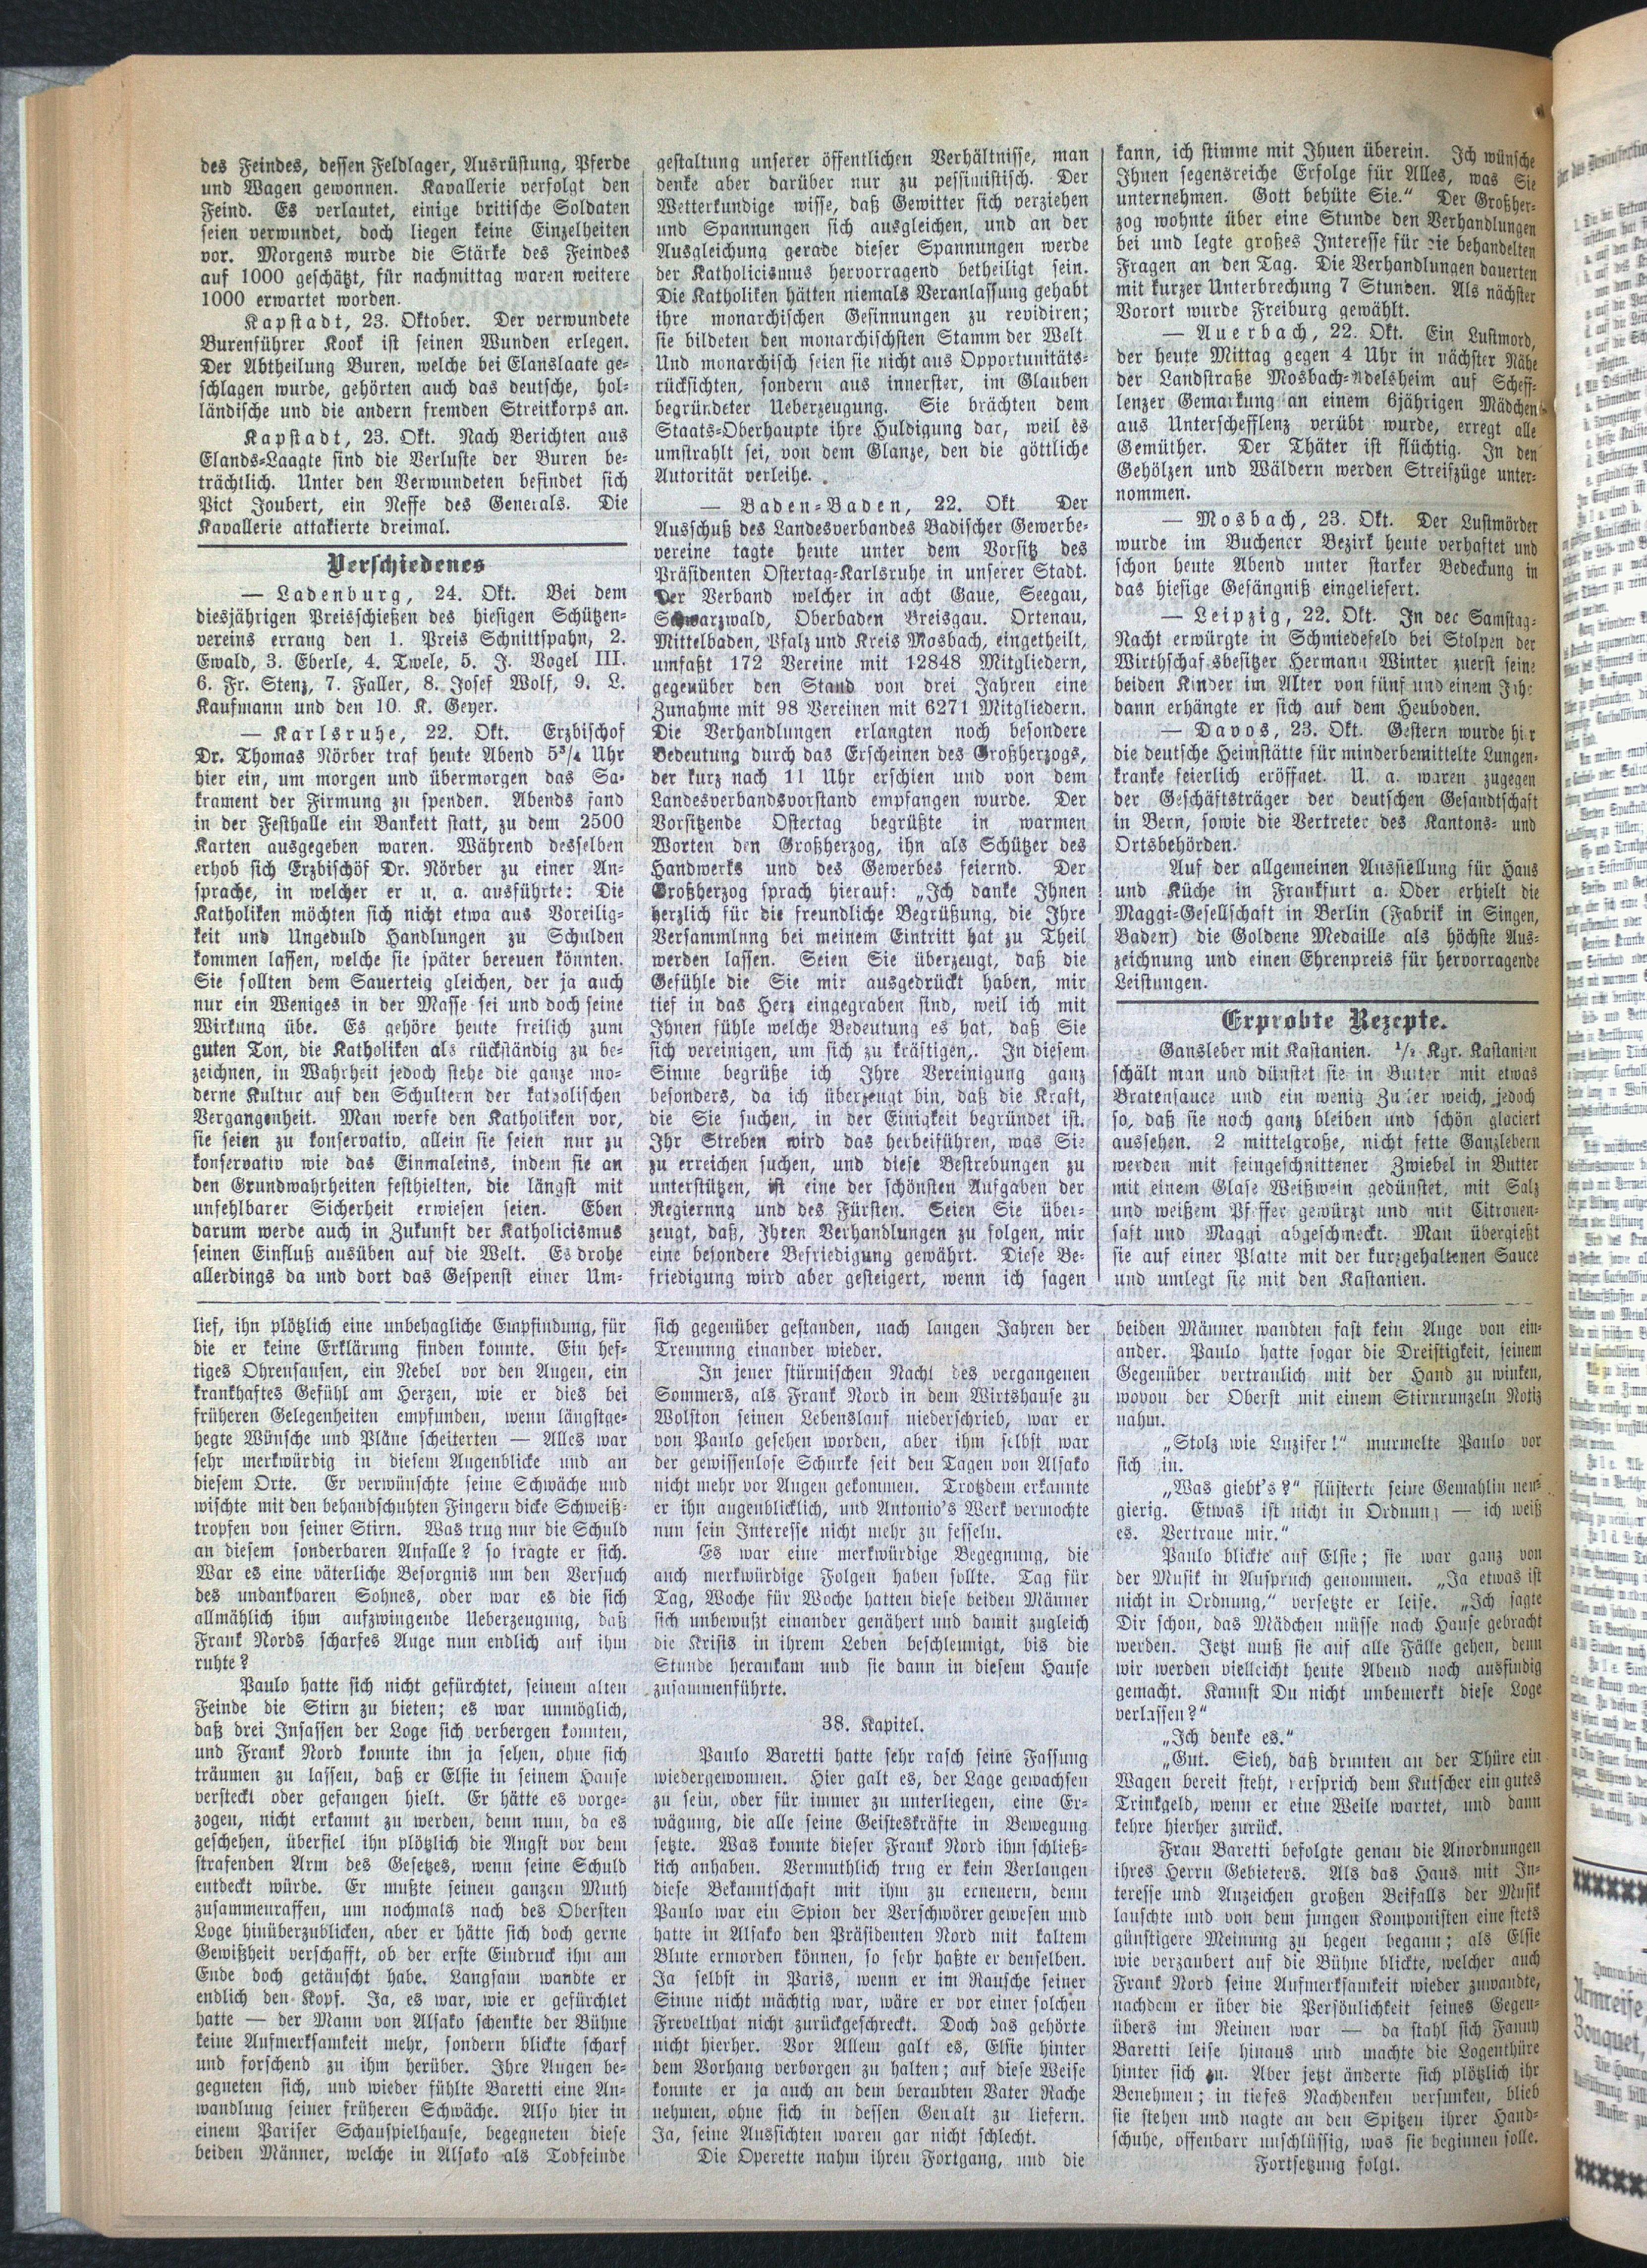 des Feindes, dessen Feldlager, Ausrüstung, Pferde
und Wagen gewonnen. Kavallerie verfolgt den
Feind. Es verlautet, einige britische Soldaten
seien verwundet, doch liegen keine Einzelheiten
vor. Morgens wurde die Stärke des Feindes
auf 1000 geschätzt, für nachmittag waren weitere
1000 erwartet worden.
Kapstadt, 23. Oktober. Der verwundete
Burenführer Kook ist seinen Wunden erlegen.
Der Abtheilung Buren, welche bei Elanslaate ge-
schlagen wurde, gehörten auch das deutsche, hol-
ländische und die andern fremden Streitkorps an.
Kapstadt, 23. Okt. Nach Berichten aus
Elands-Laagte sind die Verluste der Buren be-
trächtlich. Unter den Verwundeten befindet sich
Pict Joubert, ein Neffe des Generals. Die
Kavallerie attakierte dreimal.
Verschiedenes
— Ladenburg, 24. Okt. Bei dem
diesjährigen Preisschießen des hiesigen Schützen-
vereins errang den 1. Preis Schnittspahn, 2.
Ewald, 3. Eberle, 4. Twele, 5. J. Vogel III.
6. Fr. Stenz, 7. Faller, 8. Josef Wolf, 9. L.
Kaufmann und den 10. K. Geyer.
— Karlsruhe, 22. Okt. Erzbischof
Dr. Thomas Nörber traf heute Abend 5³/₄ Uhr
hier ein, um morgen und übermorgen das Sa-
krament der Firmung zu spenden. Abends fand
in der Festhalle ein Bankett statt, zu dem 2500
Karten ausgegeben waren. Während desselben
erhob sich Erzbischöf Dr. Nörber zu einer An-
sprache, in welcher er u. a. ausführte: Die
Katholiken möchten sich nicht etwa aus Voreilig-
keit und Ungeduld Handlungen zu Schulden
kommen lassen, welche sie später bereuen könnten.
Sie sollten dem Sauerteig gleichen, der ja auch
nur ein Weniges in der Masse sei und doch seine
Wirkung übe. Es gehöre heute freilich zum
guten Ton, die Katholiken als rückständig zu be-
zeichnen, in Wahrheit jedoch stehe die ganze mo-
derne Kultur auf den Schultern der katholischen
Vergangenheit. Man werfe den Katholiken vor,
sie seien zu konservativ, allein sie seien nur zu
konservativ wie das Einmaleins, indem sie an
den Grundwahrheiten festhielten, die längst mit
unfehlbarer Sicherheit erwiesen seien. Eben
darum werde auch in Zukunft der Katholicismus
seinen Einfluß ausüben auf die Welt. Es drohe
allerdings da und dort das Gespenst einer Um-
gestaltung unserer öffentlichen Verhältnisse, man
denke aber darüber nur zu pessimistisch. Der
Wetterkundige wisse, daß Gewitter sich verziehen
und Spannungen sich ausgleichen, und an der
Ausgleichung gerade dieser Spannungen werde
der Katholicismus hervorragend betheiligt sein.
Die Katholiken hätten niemals Veranlassung gehabt
ihre monarchischen Gesinnungen zu revidiren;
sie bildeten den monarchischsten Stamm der Welt
Und monarchisch seien sie nicht aus Opportunitäts-
rücksichten, sondern aus innerster, im Glauben
begründeter Ueberzeugung. Sie brächten dem
Staats-Oberhaupte ihre Huldigung dar, weil es
umstrahlt sei, von dem Glanze, den die göttliche
Autorität verleihe.
— Baden-Baden, 22. Okt Der
Ausschuß des Landesverbandes Badischer Gewerbe-
vereine tagte heute unter dem Vorsitz des
Präsidenten Ostertag-Karlsruhe in unserer Stadt.
Der Verband welcher in acht Gaue, Seegau,
Schwarzwald, Oberbaden Breisgau. Ortenau,
Mittelbaden, Pfalz und Kreis Mosbach, eingetheilt,
umfaßt 172 Vereine mit 12848 Mitgliedern,
gegenüber den Stand von drei Jahren eine
Zunahme mit 98 Vereinen mit 6271 Mitgliedern.
Die Verhandlungen erlangten noch besondere
Bedeutung durch das Erscheinen des Großherzogs,
der kurz nach 11 Uhr erschien und von dem
Landesverbandsvorstand empfangen wurde. Der
Vorsitzende Ostertag begrüßte in warmen
Worten den Großherzog, ihn als Schützer des
Handwerks und des Gewerbes feiernd. Der
Großherzog sprach hierauf: „Ich danke Ihnen
herzlich für die freundliche Begrüßung, die Ihre
Versammlnng bei meinem Eintritt hat zu Theil
werden lassen. Seien Sie überzeugt, daß die
Gefühle die Sie mir ausgedrückt haben, mir
tief in das Herz eingegraben sind, weil ich mit
Ihnen fühle welche Bedeutung es hat, daß Sie
sich vereinigen, um sich zu kräftigen,. In diesem
Sinne begrüße ich Ihre Vereinigung ganz
besonders, da ich überzeugt bin, daß die Kraft,
die Sie suchen, in der Einigkeit begründet ist.
Ihr Streben wird das herbeiführen, was Sie
zu erreichen suchen, und diese Bestrebungen zu
unterstützen, ist eine der schönsten Aufgaben der
Regiernng und des Fürsten. Seien Sie über-
zeugt, daß, Ihren Verhandlungen zu folgen, mir
eine besondere Befriedigung gewährt. Diese Be-
friedigung wird aber gesteigert, wenn ich sagen
kann, ich stimme mit Ihnen überein. Ich wünsche
Ihnen segensreiche Erfolge für Alles, was Sie
unternehmen. Gott behüte Sie.“ Der Großher-
zog wohnte über eine Stunde den Verhandlungen
bei und legte großes Interesse für die behandelten
Fragen an den Tag. Die Verhandlungen dauerten
mit kurzer Unterbrechung 7 Stunden. Als nächster
Vorort wurde Freiburg gewählt.
— Auerbach, 22. Okt. Ein Lustmord,
der heute Mittag gegen 4 Uhr in nächster Nähe
der Landstraße Mosbach-Adelsheim auf Scheff-
lenzer Gemarkung an einem 6jährigen Mädchen
aus Unterschefflenz verübt wurde, erregt alle
Gemüther. Der Thäter ist flüchtig. In den
Gehölzen und Wäldern werden Streifzüge unter-
nommen.
— Mosbach, 23. Okt. Der Lustmörder
wurde im Buchener Bezirk heute verhaftet und
schon heute Abend unter starker Bedeckung in
das hiesige Gefängniß eingeliefert.
— Leipzig, 22. Okt. In der Samstag-
Nacht erwürgte in Schmiedefeld bei Stolpen der
Wirthschaf sbesitzer Hermann Winter zuerst seine
beiden Kinder im Alter von fünf und einem Jahr
dann erhängte er sich auf dem Heuboden.
— Davos, 23. Okt. Gestern wurde hier
die deutsche Heimstätte für minderbemittelte Lungen-
kranke feierlich eröffnet. U. a. waren zugegen
der Geschäftsträger der deutschen Gesandtschaft
in Bern, sowie die Vertreter des Kantons- und
Ortsbehörden.
Auf der allgemeinen Ausstellung für Haus
und Küche in Frankfurt a. Oder erhielt die
Maggi-Gesellschaft in Berlin (Fabrik in Singen,
Baden) die Goldene Medaille als höchste Aus-
zeichnung und einen Ehrenpreis für hervorragende
Leistungen.
Erprobte Rezepte.
Gansleber mit Kastanien. ¹/₂ Kgr. Kastanien
schält man und dünstet sie in Butter mit etwas
Bratensauce und ein wenig Zucker weich, jedoch
so, daß sie noch ganz bleiben und schön glaciert
aussehen. 2 mittelgroße, nicht fette Ganzlebern
werden mit feingeschnittener Zwiebel in Butter
mit einem Glase Weißwein gedünstet, mit Salz
und weißem Pfeffer gewürzt und mit Citronen-
saft und Maggi abgeschmeckt. Man übergießt
sie auf einer Platte mit der kurzgehaltenen Sauce
und umlegt sie mit den Kastanien.
lief, ihn plötzlich eine unbehagliche Empfindung, für
die er keine Erklärung finden konnte. Ein hef-
tiges Ohrensausen, ein Nebel vor den Augen, ein
krankhaftes Gefühl am Herzen, wie er dies bei
früheren Gelegenheiten empfunden, wenn längstge-
hegte Wünsche und Pläne scheiterten — Alles war
sehr merkwürdig in diesem Augenblicke und an
diesem Orte. Er verwünschte seine Schwäche und
wischte mit den behandschuhten Fingern dicke Schweiß-
tropfen von seiner Stirn. Was trug nur die Schuld
an diesem sonderbaren Anfalle? so fragte er sich.
War es eine väterliche Besorgnis um den Versuch
des undankbaren Sohnes, oder war es die sich
allmählich ihm aufzwingende Ueberzeugung, daß
Frank Nords scharfes Auge nun endlich auf ihm
ruhte?
Paulo hatte sich nicht gefürchtet, seinem alten
Feinde die Stirn zu bieten; es war unmöglich,
daß drei Insassen der Loge sich verbergen konnten,
und Frank Nord konnte ihn ja sehen, ohne sich
träumen zu lassen, daß er Elsie in seinem Hause
versteckt oder gefangen hielt. Er hätte es vorge-
zogen, nicht erkannt zu werden, denn nun, da es
geschehen, überfiel ihn plötzlich die Angst vor dem
strafenden Arm des Gesetzes, wenn seine Schuld
entdeckt würde. Er mußte seinen ganzen Muth
zusammenraffen, um nochmals nach des Obersten
Loge hinüberzublicken, aber er hätte sich doch gerne
Gewißheit verschafft, ob der erste Eindruck ihn am
Ende doch getäuscht habe. Langsam wandte er
endlich den Kopf. Ja, es war, wie er gefürchtet
hatte — der Mann von Alsako schenkte der Bühne
keine Aufmerksamkeit mehr, sondern blickte scharf
und forschend zu ihm herüber. Ihre Augen be-
gegneten sich, und wieder fühlte Baretti eine An-
wandlung seiner früheren Schwäche. Also hier in
einem Pariser Schauspielhause, begegneten diese
beiden Männer, welche in Alsako als Todfeinde
sich gegenüber gestanden, nach langen Jahren der
Trennung einander wieder.
In jener stürmischen Nacht des vergangenen
Sommers, als Frank Nord in dem Wirtshause zu
Wolston seinen Lebenslauf niederschrieb, war er
von Paulo gesehen worden, aber ihm selbst war
der gewissenlose Schurke seit den Tagen von Alsako
nicht mehr vor Augen gekommen. Trotzdem erkannte
er ihn augenblicklich, und Antonio's Werk vermochte
nun sein Interesse nicht mehr zu fesseln.
Es war eine merkwürdige Begegnung, die
auch merkwürdige Folgen haben sollte. Tag für
Tag, Woche für Woche hatten diese beiden Männer
sich unbewußt einander genähert und damit zugleich
die Krisis in ihrem Leben beschleunigt, bis die
Stunde herankam und sie dann in diesem Hause
zusammenführte.
38. Kapitel.
Paulo Baretti hatte sehr rasch seine Fassung
wiedergewonnen. Hier galt es, der Lage gewachsen
zu sein, oder für immer zu unterliegen, eine Er-
wägung, die alle seine Geisteskräfte in Bewegung
setzte. Was konnte dieser Frank Nord ihm schließ-
lich anhaben. Vermuthlich trug er kein Verlangen
diese Bekanntschaft mit ihm zu erneuern, denn
Paulo war ein Spion der Verschwörer gewesen und
hatte in Alsako den Präsidenten Nord mit kaltem
Blute ermorden können, so sehr haßte er denselben.
Ja selbst in Paris, wenn er im Rausche seiner
Sinne nicht mächtig war, wäre er vor einer solchen
Frevelthat nicht zurückgeschreckt. Doch das gehörte
nicht hierher. Vor Allem galt es, Elsie hinter
dem Vorhang verborgen zu halten; auf diese Weise
konnte er ja auch an dem beraubten Vater Rache
nehmen, ohne sich in dessen Gewalt zu liefern.
Ja, seine Aussichten waren gar nicht schlecht.
Die Operette nahm ihren Fortgang, und die
beiden Männer wandten fast kein Auge von ein-
ander. Paulo hatte sogar die Dreistigkeit, seinem
Gegenüber vertraulich mit der Hand zu winken,
wovon der Oberst mit einem Stirnrunzeln Notiz
nahm.
„Stolz wie Luzifer!“ murmelte Paulo vor
sich hin.
„Was giebt's?“ flüsterte seine Gemahlin neu-
gierig. Etwas ist nicht in Ordnung — ich weiß
es. Vertraue mir.“
Paulo blickte auf Elsie; sie war ganz von
der Musik in Anspruch genommen. „Ja etwas ist
nicht in Ordnung,“ versetzte er leise. „Ich sagte
Dir schon, das Mädchen müsse nach Hause gebracht
werden. Jetzt muß sie auf alle Fälle gehen, denn
wir werden vielleicht heute Abend noch ausfindig
gemacht. Kannst Du nicht unbemerkt diese Loge
verlassen?“
„Ich denke es.“
„Gut. Sieh, daß drunten an der Thüre ein
Wagen bereit steht, versprich dem Kutscher ein gutes
Trinkgeld, wenn er eine Weile wartet, und dann
kehre hierher zurück.
Frau Baretti befolgte genau die Anordnungen
ihres Herrn Gebieters. Als das Haus mit In-
teresse und Anzeichen großen Beifalls der Musik
lauschte und von dem jungen Komponisten eine stets
günstigere Meinung zu hegen begann; als Elsie
wie verzaubert auf die Bühne blickte, welcher auch
Frank Nord seine Aufmerksamkeit wieder zuwandte,
nachdem er über die Persönlichkeit seines Gegen-
übers im Reinen war — da stahl sich Fanny
Baretti leise hinaus und machte die Logenthüre
hinter sich zu. Aber jetzt änderte sich plötzlich ihr
Benehmen; in tiefes Nachdenken versunken, blieb
sie stehen und nagte an den Spitzen ihrer Hand-
schuhe, offenbarr unschlüssig, was sie beginnen solle.
Fortsetzung folgt.